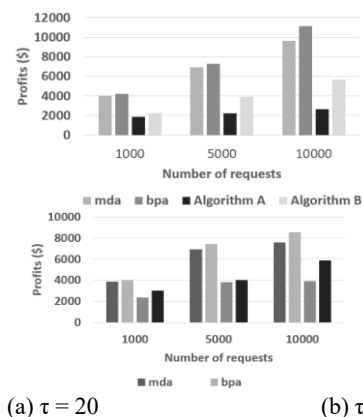 12000
10000
8000
6000
4000
2000
0
Profits ($)
1000 5000 10000
Number of requests
mda bpa Algorithm A Algorithm B
10000
8000
6000
4000
2000
0
Profits ($)
1000 5000 10000
Number of requests
mda bpa
(a) τ = 20 (b) τ